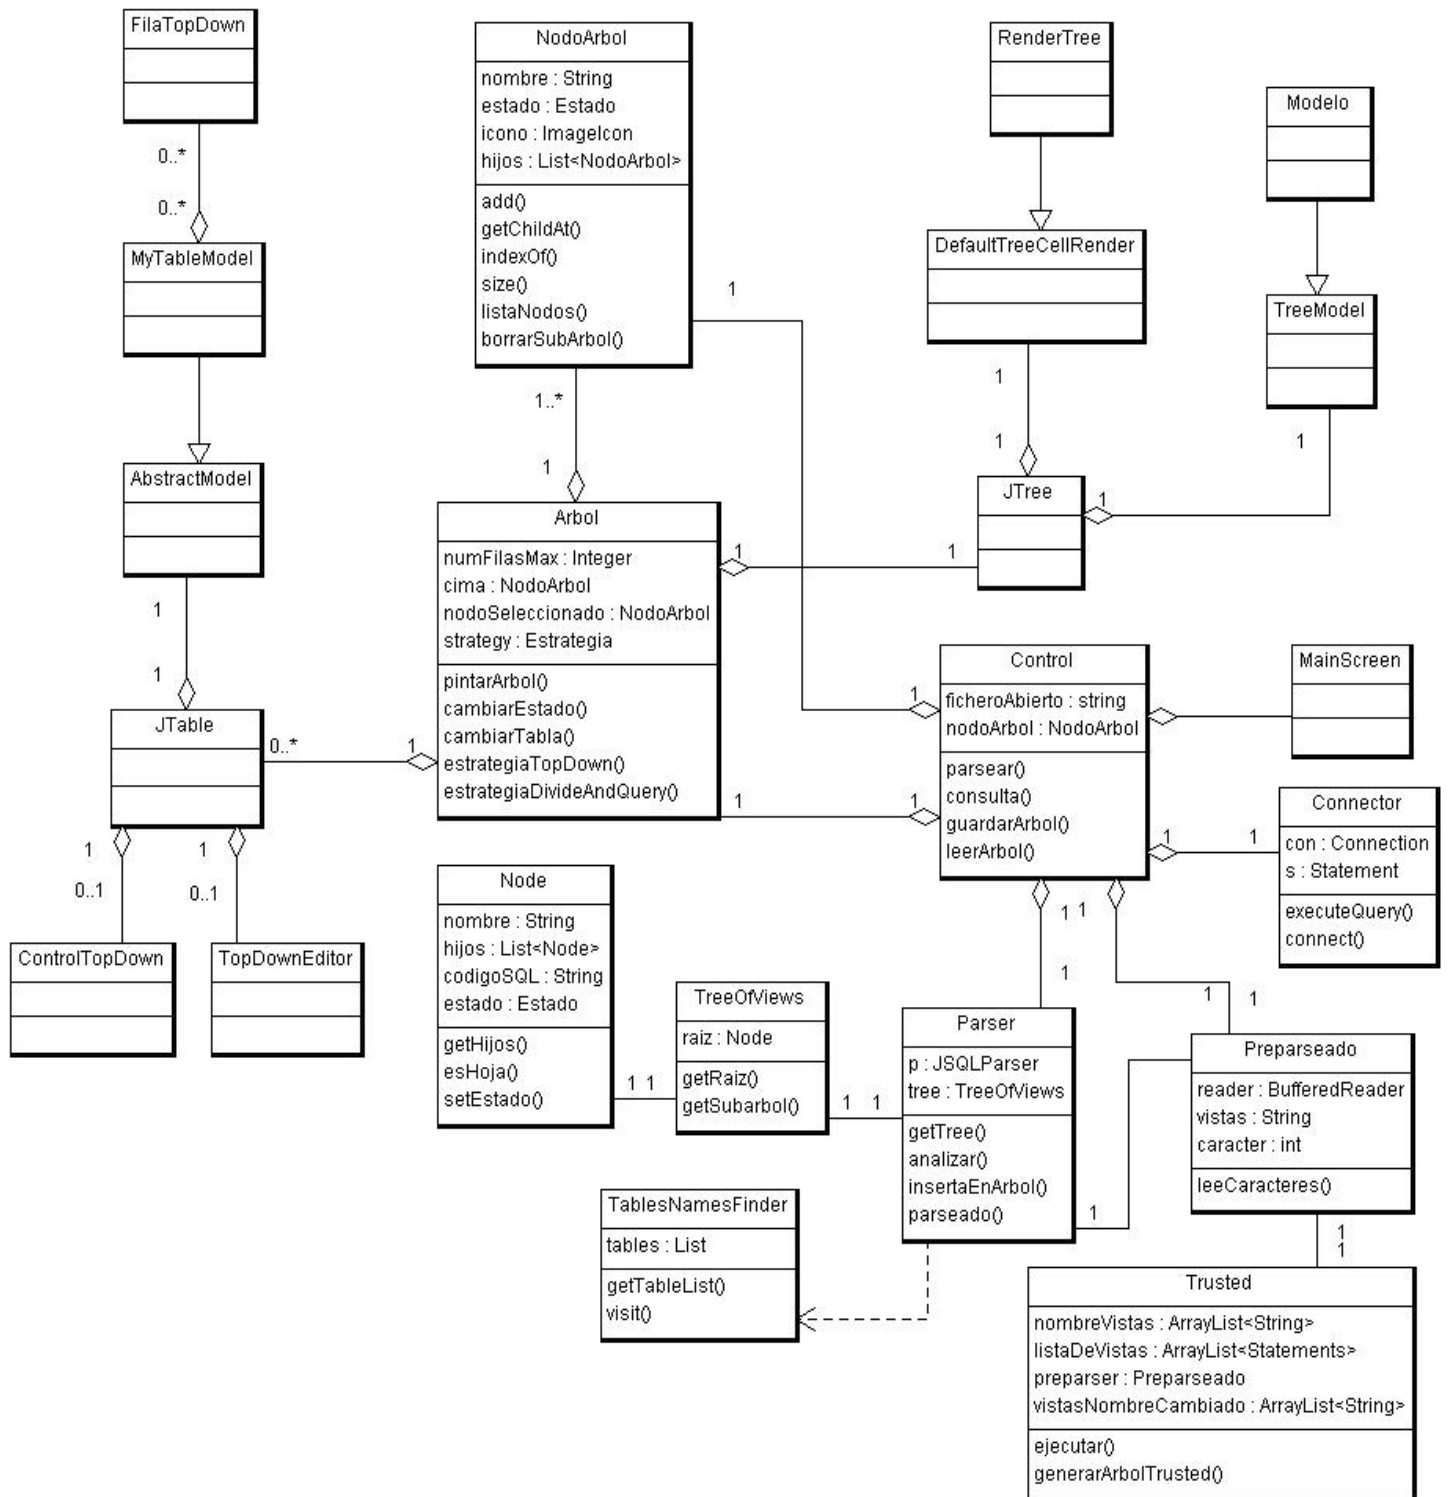 FilaTopDown
0..*
0..*
MyTableModel
AbstractModel
1
1
JTable
1
0..1
1
0..1
ControlTopDown
TopDownEditor
NodoArbol
nombre : String
estado : Estado
icono : ImageIcon
hijos : List<NodoArbol>
add()
getChildAt()
indexOf()
size()
listaNodos()
borrarSubArbol()
1
1..*
1
Arbol
numFilasMax : Integer
cima : NodoArbol
nodoSeleccionado : NodoArbol
strategy : Estrategia
pintarArbol()
cambiarEstado()
cambiarTabla()
estrategiaTopDown()
estrategiaDivideAndQuery()
0..*
1
1
1
1
1
1
RenderTree
DefaultTreeCellRender
1
1
JTree
Modelo
TreeModel
1
1
Control
ficheroAbierto : string
nodoArbol : NodoArbol
parsear()
consulta()
guardarArbol()
leerArbol()
MainScreen
1
1
Connector
con : Connection
s : Statement
executeQuery()
connect()
1
1
1
1
1
Node
nombre : String
hijos : List<Node>
codigoSQL : String
estado : Estado
getHijos()
esHoja()
setEstado()
1 1
TreeOfViews
raiz : Node
getRaiz()
getSubarbol()
1 1
Parser
p : JSQLParser
tree : TreeOfViews
getTree()
analizar()
insertaEnArbol()
parseado()
1
Preparseado
reader : BufferedReader
vistas : String
caracter : int
leeCaracteres()
1
1
TablesNamesFinder
tables : List
getTableList()
visit()
Trusted
nombreVistas : ArrayList<String>
listaDeVistas : ArrayList<Statements>
preparser : Preparseado
vistasNombreCambiado : ArrayList<String>
ejecutar()
generarArbolTrusted()